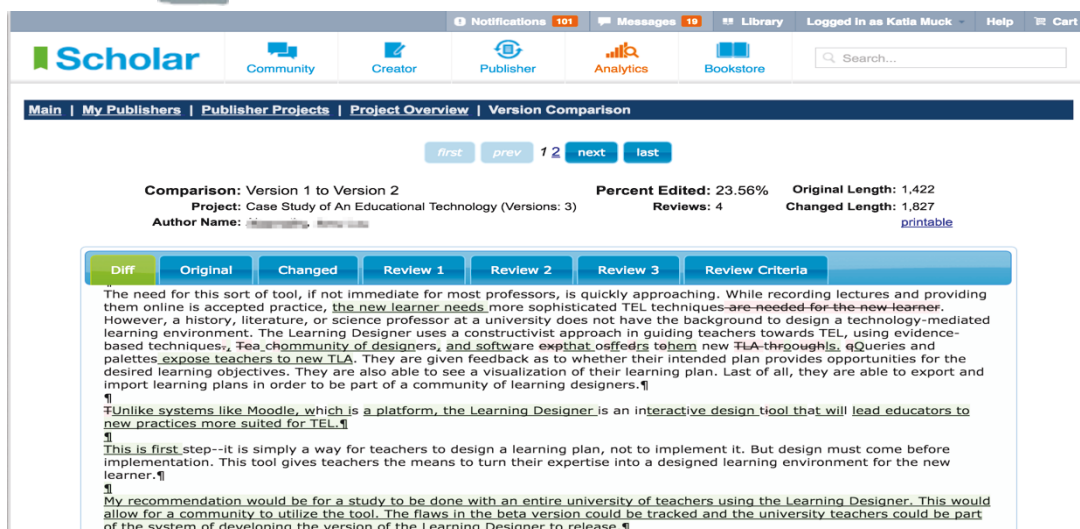 Notifications 101 Messages 19 Library Logged in as Katia Muck Help Cart
Scholar Community Creator Publisher Analytics Bookstore Search...
Main | My Publishers | Publisher Projects | Project Overview | Version Comparison
first prev 1 2 next last
Comparison: Version 1 to Version 2 Percent Edited: 23.56% Original Length: 1,422
Project: Case Study of An Educational Technology (Versions: 3) Reviews: 4 Changed Length: 1,827
Author Name: printable
Diff Original Changed Review 1 Review 2 Review 3 Review Criteria
¶
The need for this sort of tool, if not immediate for most professors, is quickly approaching. While recording lectures and providing
them online is accepted practice, the new learner needs more sophisticated TEL techniques are needed for the new learner.
However, a history, literature, or science professor at a university does not have the background to design a technology-mediated
learning environment. The Learning Designer uses a constructivist approach in guiding teachers towards TEL, using evidence-
based techniques., Tea chommunity of designers, and software expthat osffedrs tohem new TLA throoughls. qQueries and
palettes expose teachers to new TLA. They are given feedback as to whether their intended plan provides opportunities for the
desired learning objectives. They are also able to see a visualization of their learning plan. Last of all, they are able to export and
import learning plans in order to be part of a community of learning designers.¶
¶
TUnlike systems like Moodle, which is a platform, the Learning Designer is an interactive design tiool that will lead educators to
new practices more suited for TEL.¶
¶
This is first step--it is simply a way for teachers to design a learning plan, not to implement it. But design must come before
implementation. This tool gives teachers the means to turn their expertise into a designed learning environment for the new
learner.¶
¶
My recommendation would be for a study to be done with an entire university of teachers using the Learning Designer. This would
allow for a community to utilize the tool. The flaws in the beta version could be tracked and the university teachers could be part
of the system of developing the version of the Learning Designer to release.¶